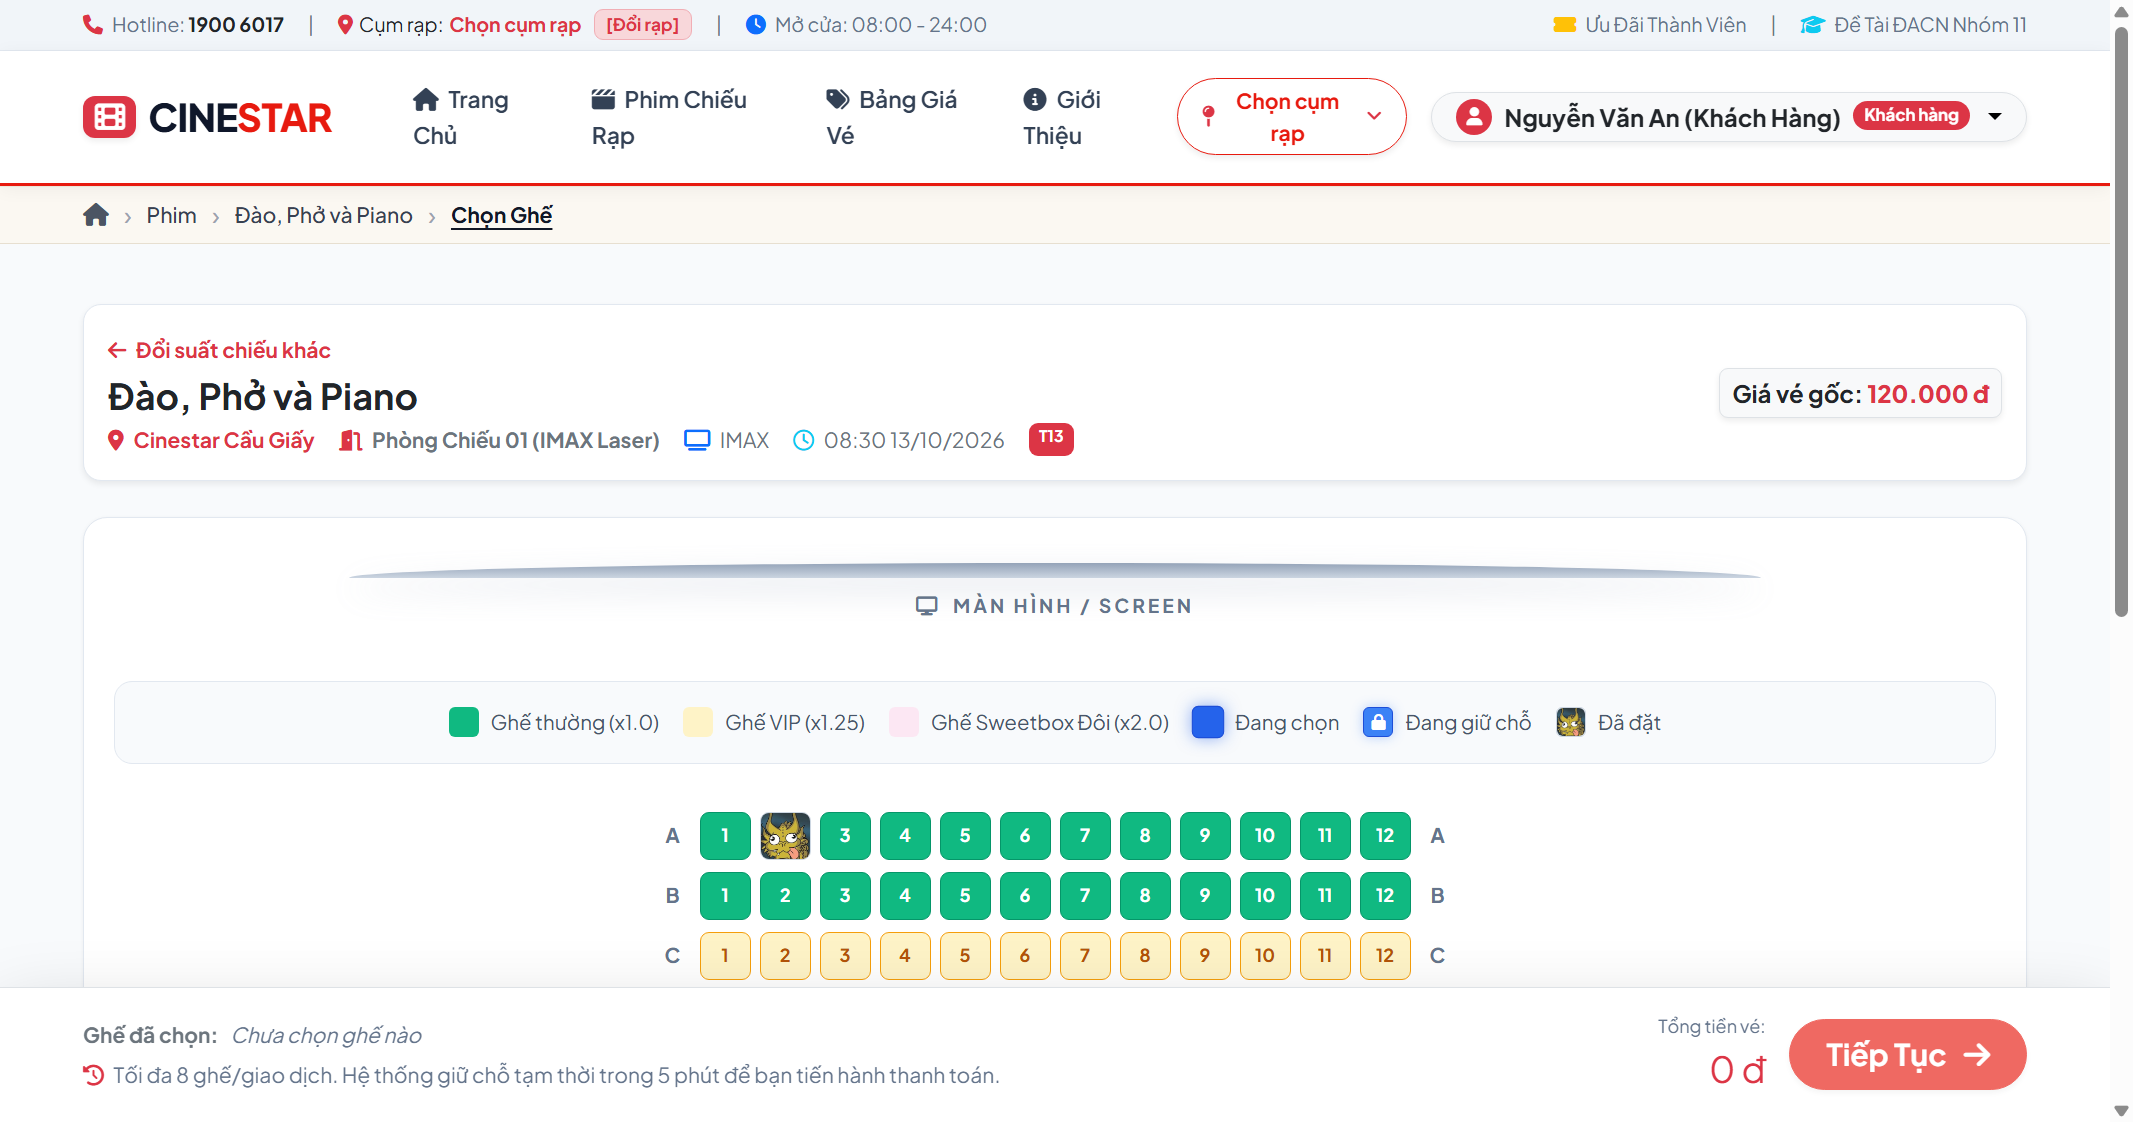 Hotline: 1900 6017 | Cụm rạp: Chọn cụm rạp [Đổi rạp] | Mở cửa: 08:00 - 24:00 Ưu Đãi Thành Viên | Đề Tài ĐACN Nhóm 11
CINESTAR
Trang Chủ
Phim Chiếu Rạp
Bảng Giá Vé
Giới Thiệu
Chọn cụm rạp
Nguyễn Văn An (Khách Hàng) Khách hàng
› Phim › Đào, Phở và Piano › Chọn Ghế
← Đổi suất chiếu khác
Đào, Phở và Piano
Giá vé gốc: 120.000 đ
Cinestar Cầu Giấy Phòng Chiếu 01 (IMAX Laser) IMAX 08:30 13/10/2026 T13
MÀN HÌNH / SCREEN
Ghế thường (x1.0) Ghế VIP (x1.25) Ghế Sweetbox Đôi (x2.0) Đang chọn Đang giữ chỗ Đã đặt
A 1 3 4 5 6 7 8 9 10 11 12 A
B 1 2 3 4 5 6 7 8 9 10 11 12 B
C 1 2 3 4 5 6 7 8 9 10 11 12 C
Ghế đã chọn: Chưa chọn ghế nào
Tối đa 8 ghế/giao dịch. Hệ thống giữ chỗ tạm thời trong 5 phút để bạn tiến hành thanh toán.
Tổng tiền vé:
0 đ
Tiếp Tục →